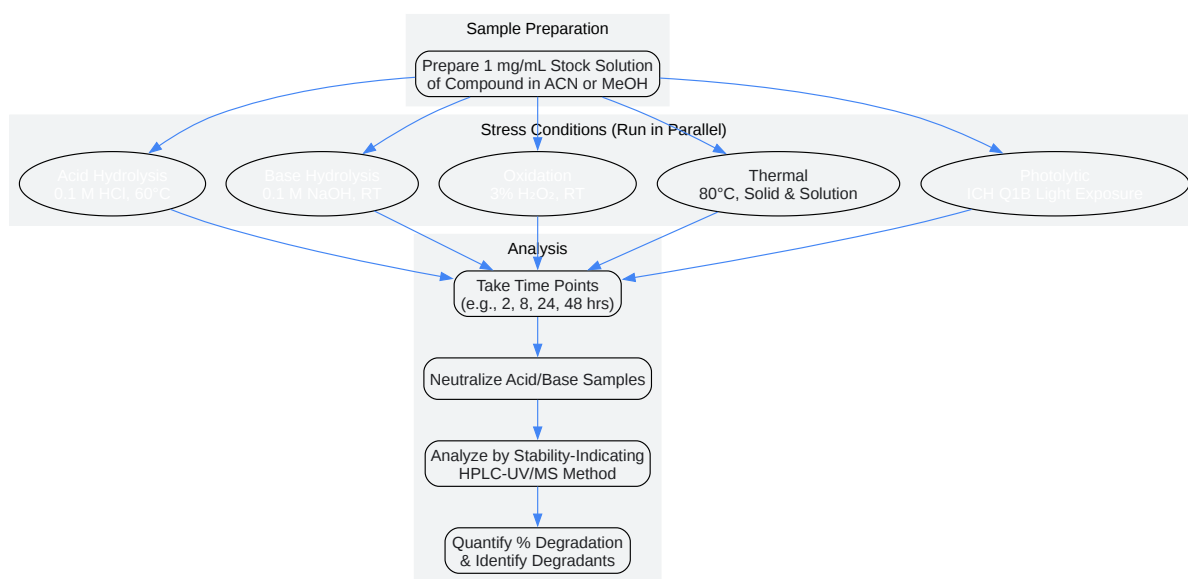 Sample Preparation
Prepare 1 mg/mL Stock Solution
of Compound in ACN or MeOH
Stress Conditions (Run in Parallel)
Acid Hydrolysis
0.1 M HCl, 60°C
Base Hydrolysis
0.1 M NaOH, RT
Oxidation
3% H₂O₂, RT
Thermal
80°C, Solid & Solution
Photolytic
ICH Q1B Light Exposure
Analysis
Take Time Points
(e.g., 2, 8, 24, 48 hrs)
Neutralize Acid/Base Samples
Analyze by Stability-Indicating
HPLC-UV/MS Method
Quantify % Degradation
& Identify Degradants